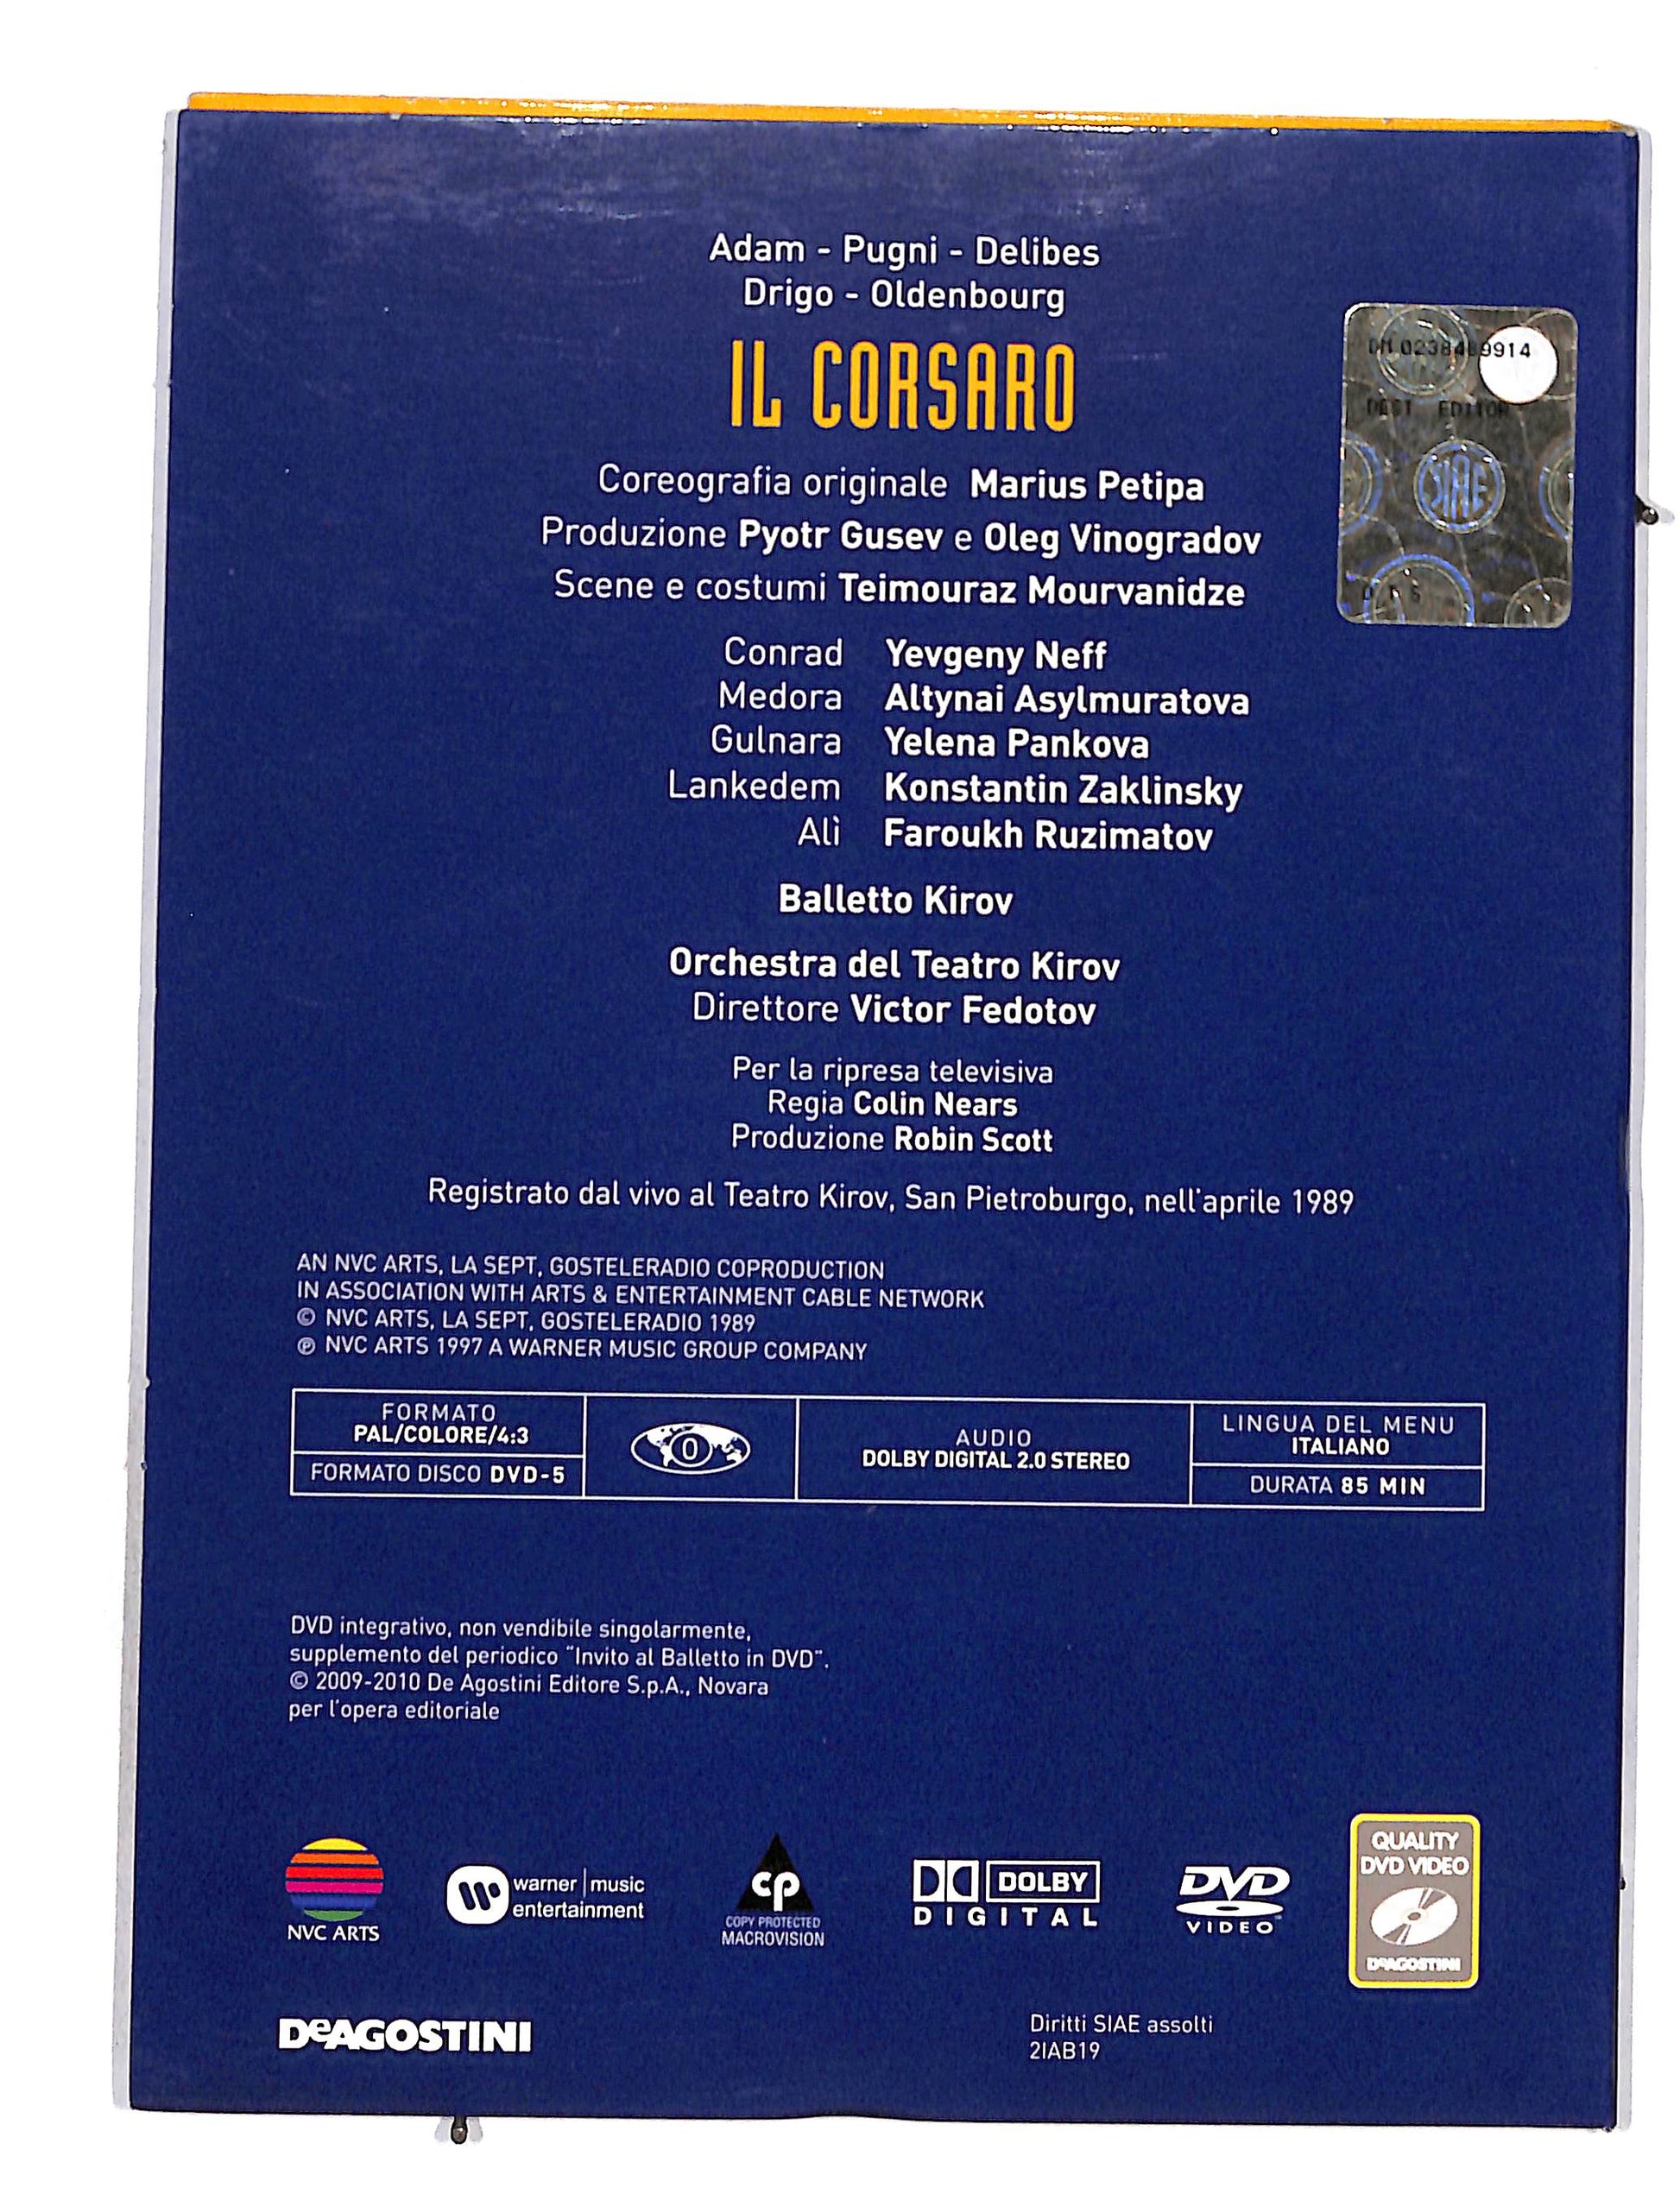 Adam - Pugni - Delibes
Drigo - Oldenbourg
IL CORSARO
Coreografia originale Marius Petipa
Produzione Pyotr Gusev e Oleg Vinogradov
Scene e costumi Teimouraz Mourvanidze
Conrad Yevgeny Neff
Medora Altynai Asylmuratova
Gulnara Yelena Pankova
Lankedem Konstantin Zaklinsky
Alì Faroukh Ruzimatov
Balletto Kirov
Orchestra del Teatro Kirov
Direttore Victor Fedotov
Per la ripresa televisiva
Regia Colin Nears
Produzione Robin Scott
Registrato dal vivo al Teatro Kirov, San Pietroburgo, nell'aprile 1989
AN NVC ARTS, LA SEPT, GOSTELERADIO COPRODUCTION
IN ASSOCIATION WITH ARTS & ENTERTAINMENT CABLE NETWORK
© NVC ARTS, LA SEPT, GOSTELERADIO 1989
℗ NVC ARTS 1997 A WARNER MUSIC GROUP COMPANY
FORMATO
PAL/COLORE/4:3
FORMATO DISCO DVD-5
0
AUDIO
DOLBY DIGITAL 2.0 STEREO
LINGUA DEL MENU
ITALIANO
DURATA 85 MIN
DVD integrativo, non vendibile singolarmente,
supplemento del periodico "Invito al Balletto in DVD".
© 2009-2010 De Agostini Editore S.p.A., Novara
per l'opera editoriale
NVC ARTS
warner music
entertainment
cp
COPY PROTECTED
MACROVISION
DOLBY
DIGITAL
DVD
VIDEO
QUALITY
DVD VIDEO
DeAGOSTINI
DeAGOSTINI
Diritti SIAE assolti
2IAB19
SIAE
EDITOR